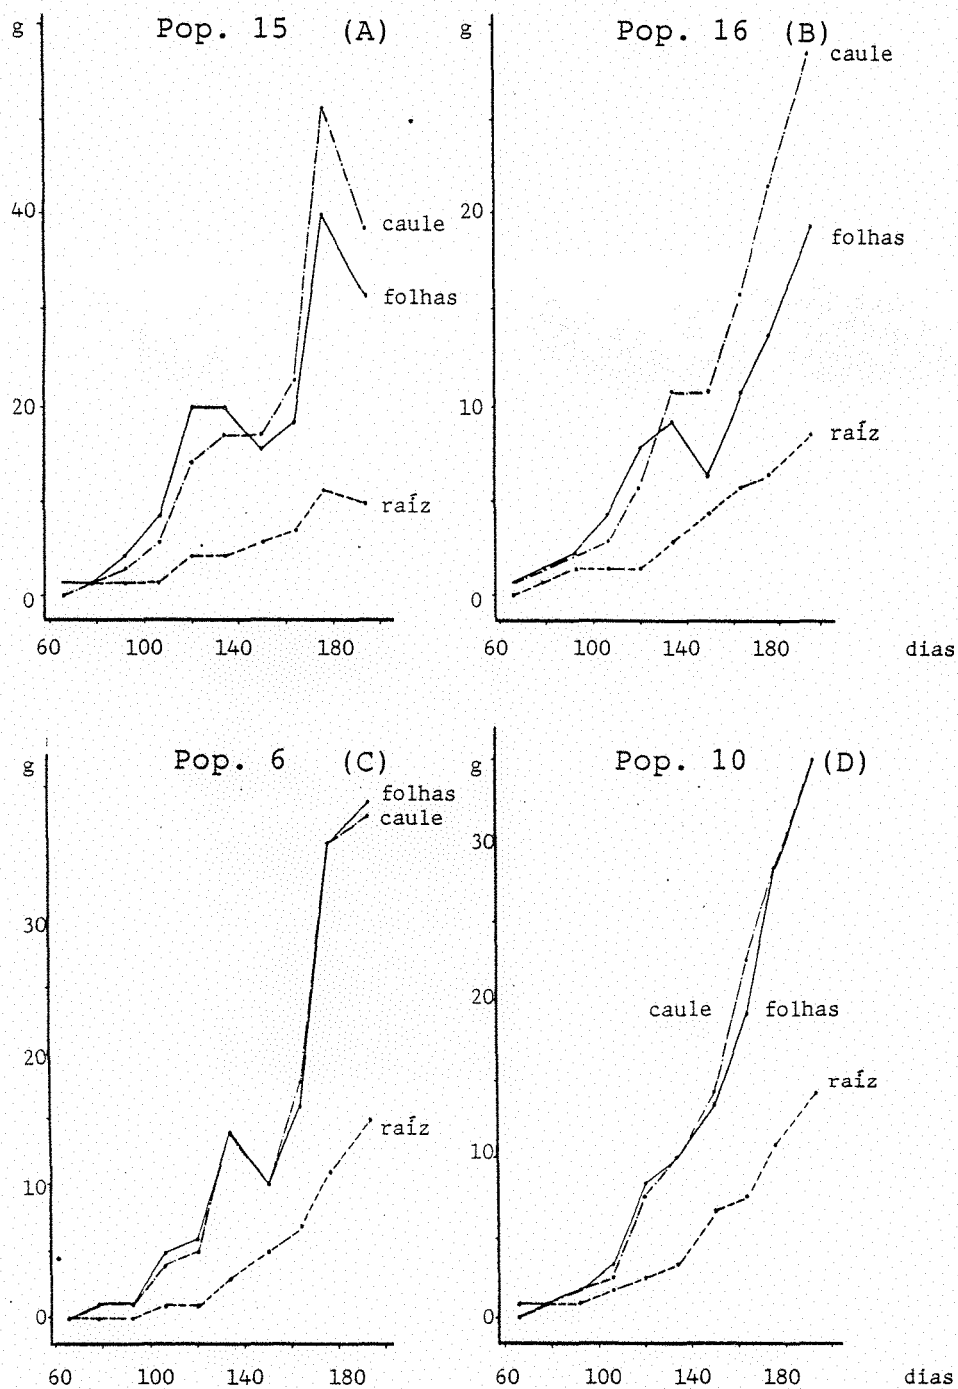 g Pop. 15 (A)
40
20
0
caule
folhas
raíz
60 100 140 180
g Pop. 16 (B)
20
10
0
caule
folhas
raíz
60 100 140 180 dias
g Pop. 6 (C)
30
20
10
0
folhas
caule
raíz
60 100 140 180
g Pop. 10 (D)
30
20
10
0
caule folhas
raíz
60 100 140 180 dias